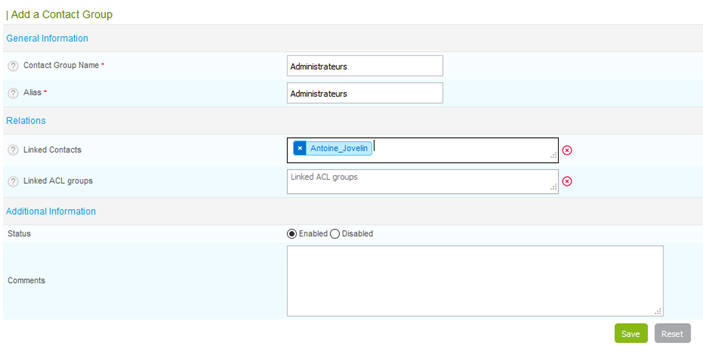 | Add a Contact Group
General Information
? Contact Group Name * Administrateurs
? Alias * Administrateurs
Relations
? Linked Contacts × Antoine_Jovelin
? Linked ACL groups Linked ACL groups
Additional Information
Status Enabled Disabled
Comments
Save Reset